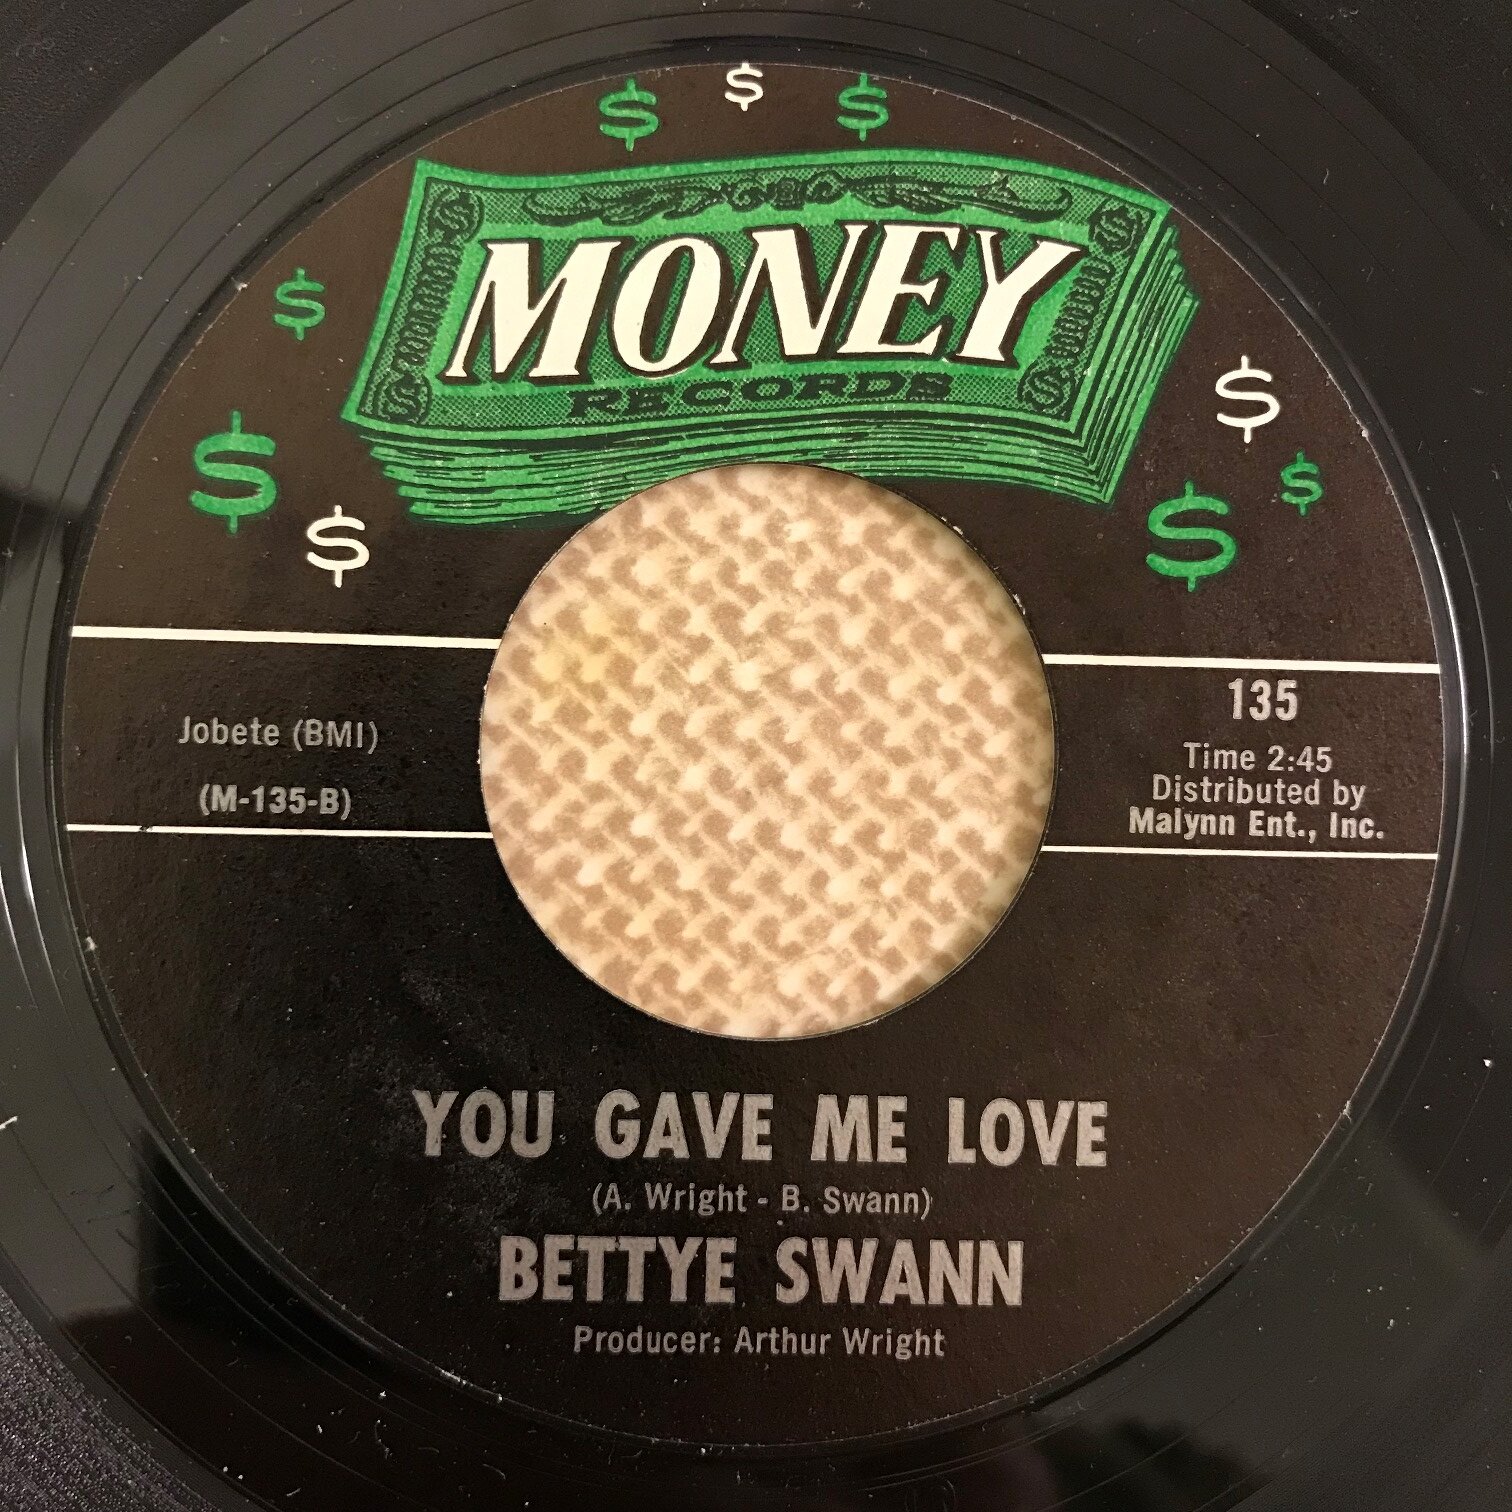 $ $ $
MONEY
RECORDS
$ $
$ $
$ $
Jobete (BMI)
(M-135-B)
135
Time 2:45
Distributed by
Malynn Ent., Inc.
YOU GAVE ME LOVE
(A. Wright - B. Swann)
BETTYE SWANN
Producer: Arthur Wright